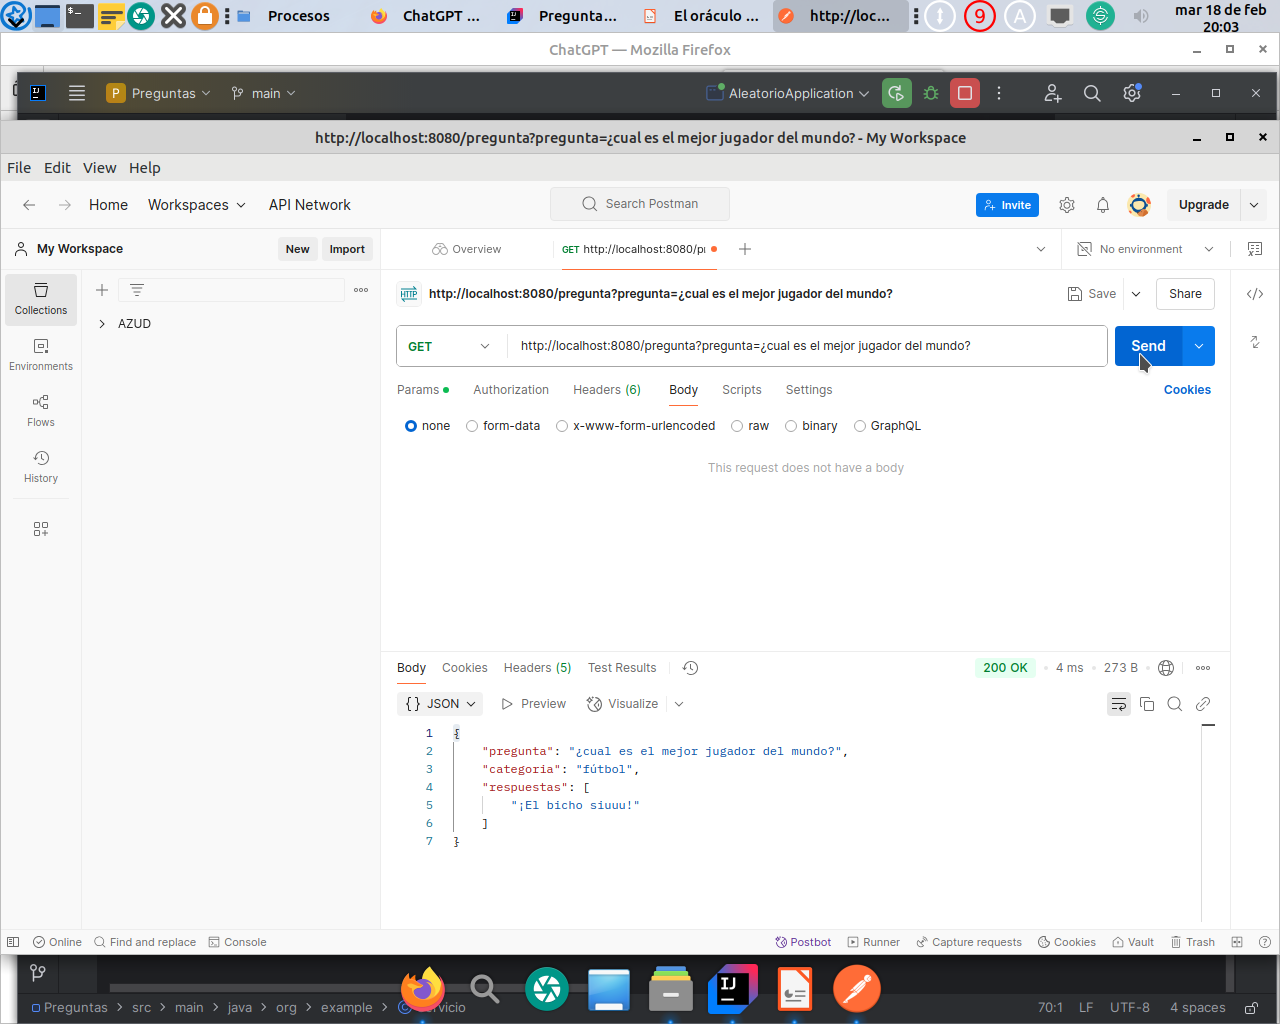 Procesos
ChatGPT ...
Pregunta...
El oráculo ...
http://loc...
9
A
mar 18 de feb
20:03
ChatGPT — Mozilla Firefox
IJ
P
Preguntas
main
AleatorioApplication
http://localhost:8080/pregunta?pregunta=¿cual es el mejor jugador del mundo? - My Workspace
File Edit View Help
Home
Workspaces
API Network
Search Postman
Invite
Upgrade
My Workspace
New
Import
Overview
GET http://localhost:8080/pr
No environment
Collections
AZUD
HTTP
http://localhost:8080/pregunta?pregunta=¿cual es el mejor jugador del mundo?
Save
Share
Environments
GET
http://localhost:8080/pregunta?pregunta=¿cual es el mejor jugador del mundo?
Send
Params
Authorization
Headers (6)
Body
Scripts
Settings
Cookies
Flows
none
form-data
x-www-form-urlencoded
raw
binary
GraphQL
History
This request does not have a body
Body
Cookies
Headers (5)
Test Results
200 OK
4 ms
273 B
{ } JSON
Preview
Visualize
1 {
2 "pregunta": "¿cual es el mejor jugador del mundo?",
3 "categoria": "fútbol",
4 "respuestas": [
5 "¡El bicho siuuu!"
6 ]
7 }
Online
Find and replace
Console
Postbot
Runner
Capture requests
Cookies
Vault
Trash
IJ
Preguntas > src > main > java > org > example
70:1 LF UTF-8 4 spaces